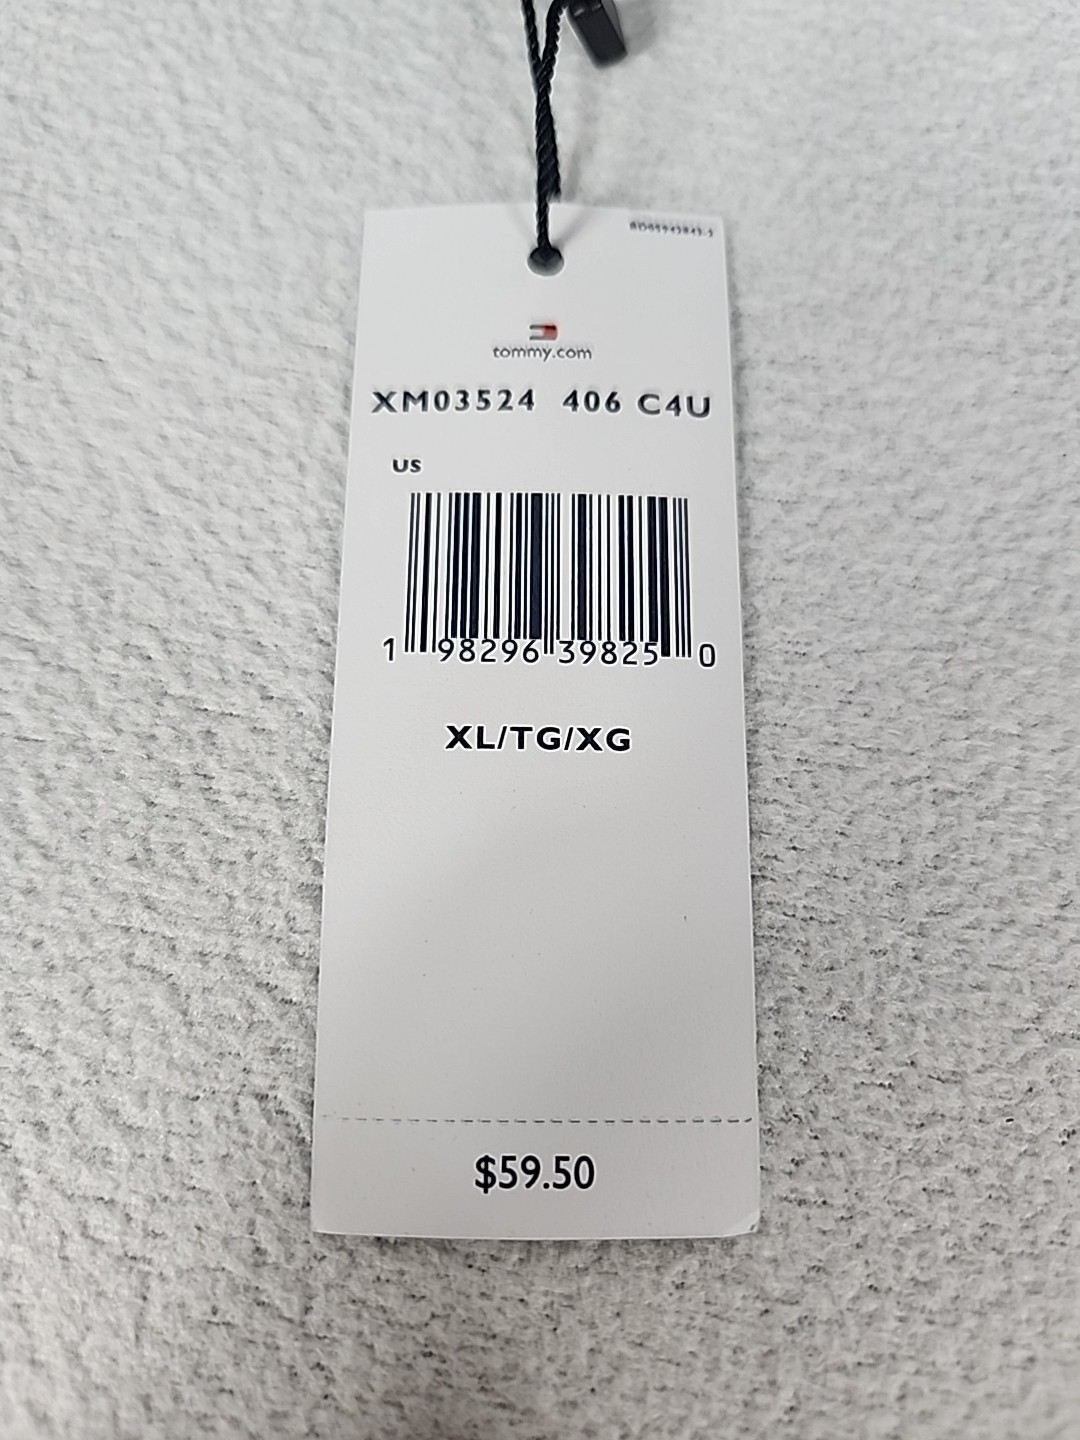 tommy.com
XM03524 406 C4U
US
1 98296 39825 0
XL/TG/XG
$59.50